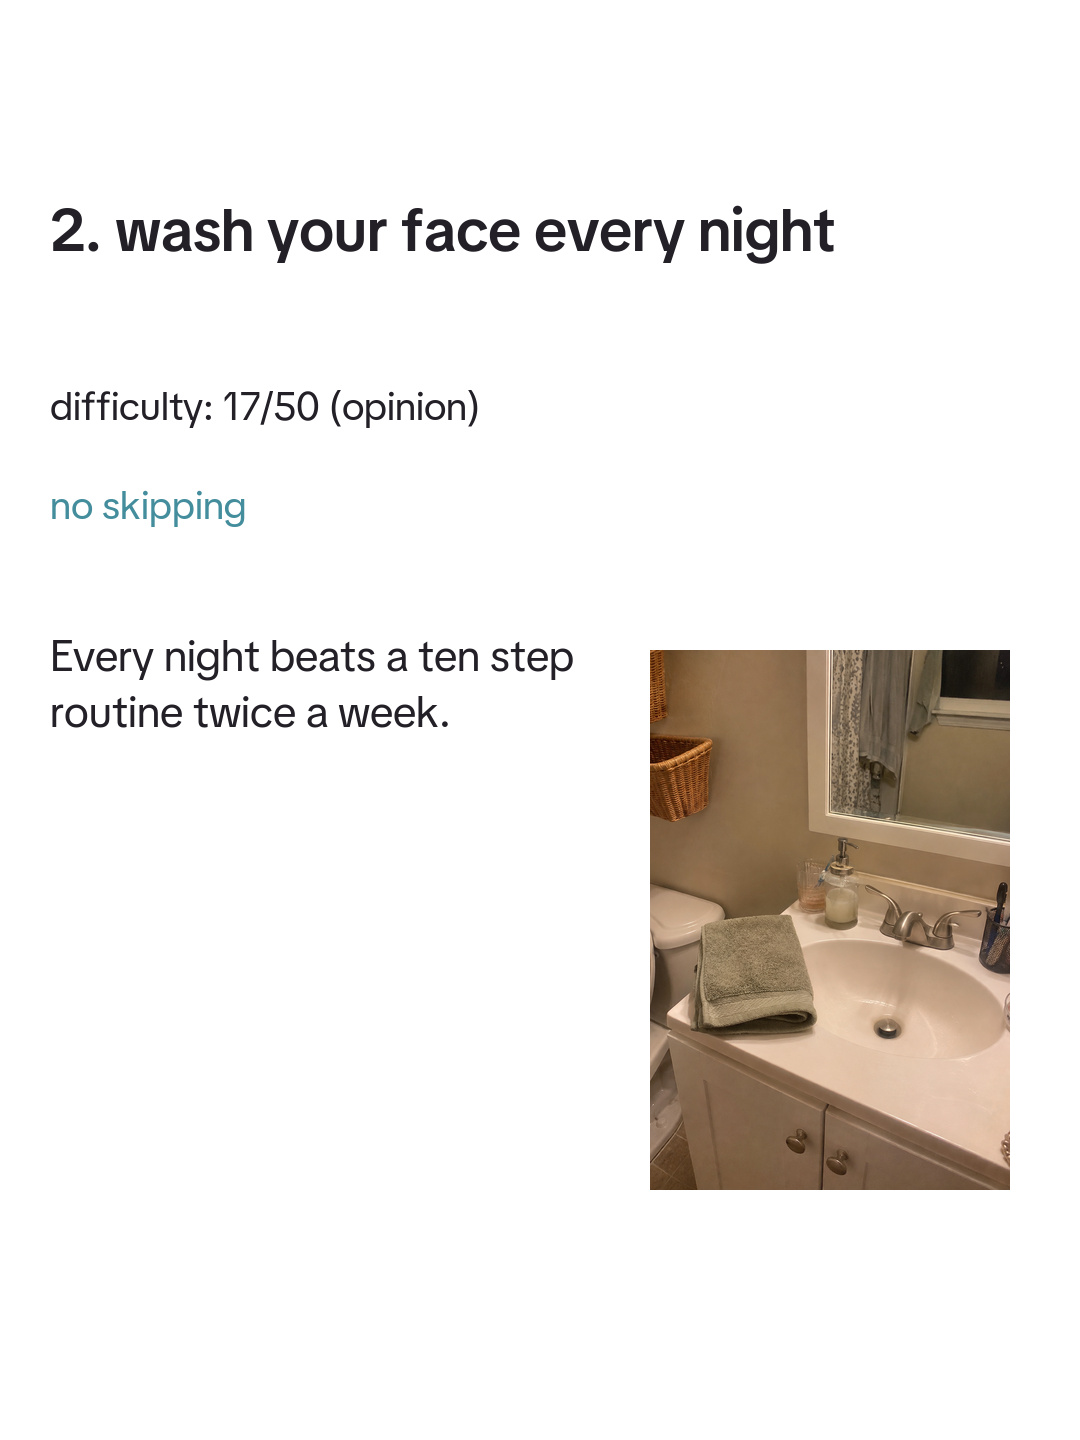 2. wash your face every night
difficulty: 17/50 (opinion)
no skipping
Every night beats a ten step
routine twice a week.